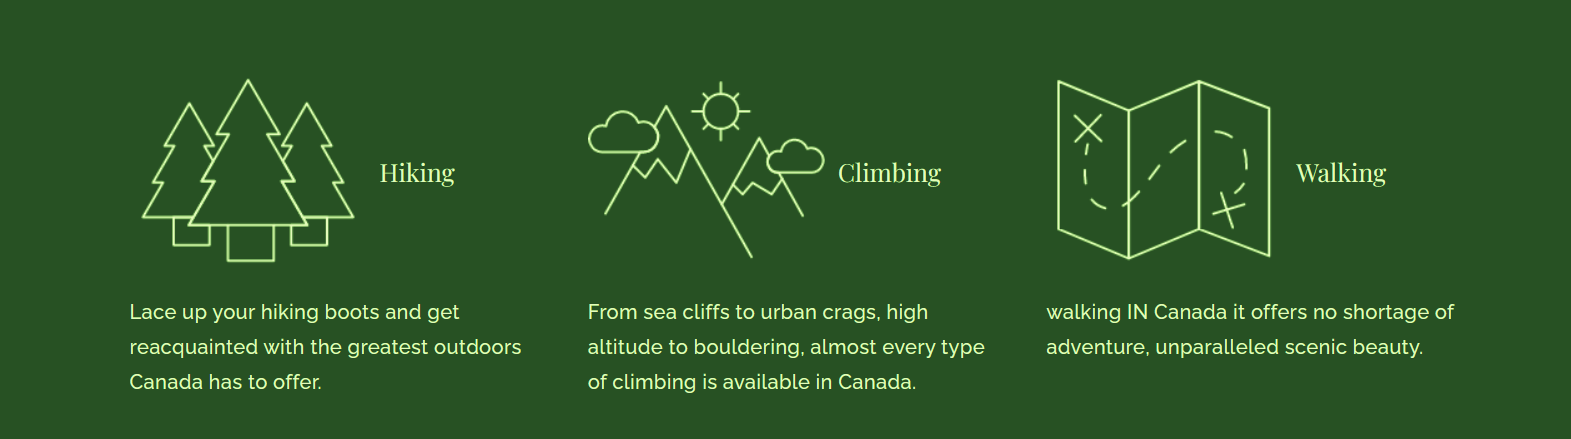 Hiking
Climbing
Walking
Lace up your hiking boots and get
reacquainted with the greatest outdoors
Canada has to offer.
From sea cliffs to urban crags, high
altitude to bouldering, almost every type
of climbing is available in Canada.
walking IN Canada it offers no shortage of
adventure, unparalleled scenic beauty.